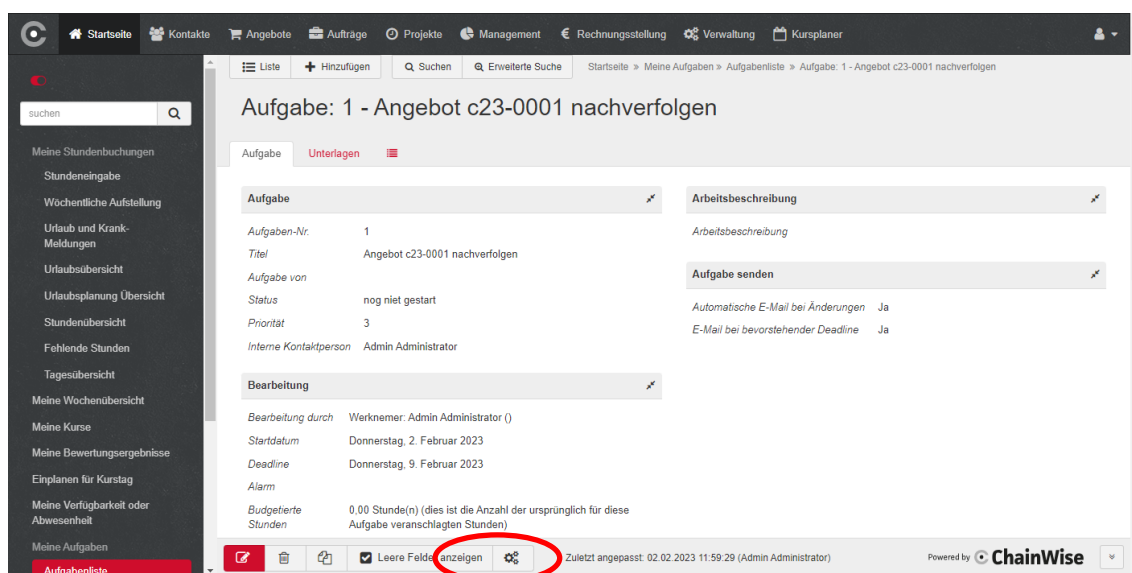 Startseite Kontakte Angebote Aufträge Projekte Management Rechnungsstellung Verwaltung Kursplaner
Liste Hinzufügen Suchen Erweiterte Suche Startseite » Meine Aufgaben » Aufgabenliste » Aufgabe: 1 - Angebot c23-0001 nachverfolgen
suchen
Meine Stundenbuchungen
Stundeneingabe
Wöchentliche Aufstellung
Urlaub und Krank-
Meldungen
Urlaubsübersicht
Urlaubsplanung Übersicht
Stundenübersicht
Fehlende Stunden
Tagesübersicht
Meine Wochenübersicht
Meine Kurse
Meine Bewertungsergebnisse
Einplanen für Kurstag
Meine Verfügbarkeit oder
Abwesenheit
Meine Aufgaben
Aufgabenliste
Aufgabe: 1 - Angebot c23-0001 nachverfolgen
Aufgabe Unterlagen
Aufgabe
Aufgaben-Nr. 1
Titel Angebot c23-0001 nachverfolgen
Aufgabe von
Status nog niet gestart
Priorität 3
Interne Kontaktperson Admin Administrator
Bearbeitung
Bearbeitung durch Werknemer: Admin Administrator ()
Startdatum Donnerstag, 2. Februar 2023
Deadline Donnerstag, 9. Februar 2023
Alarm
Budgetierte 0,00 Stunde(n) (dies ist die Anzahl der ursprünglich für diese
Stunden Aufgabe veranschlagten Stunden)
Arbeitsbeschreibung
Arbeitsbeschreibung
Aufgabe senden
Automatische E-Mail bei Änderungen Ja
E-Mail bei bevorstehender Deadline Ja
Leere Felder anzeigen Zuletzt angepasst: 02.02.2023 11:59:29 (Admin Administrator) Powered by ChainWise